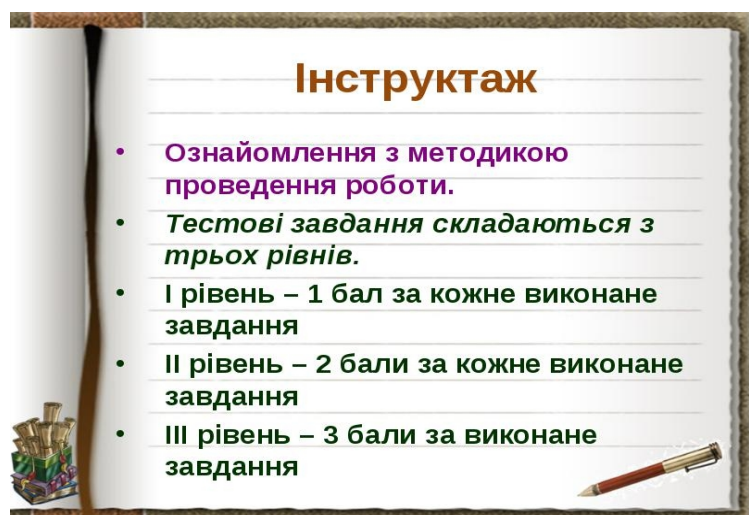 Інструктаж
• Ознайомлення з методикою
проведення роботи.
• Тестові завдання складаються з
трьох рівнів.
• І рівень – 1 бал за кожне виконане
завдання
• ІІ рівень – 2 бали за кожне виконане
завдання
• ІІІ рівень – 3 бали за виконане
завдання